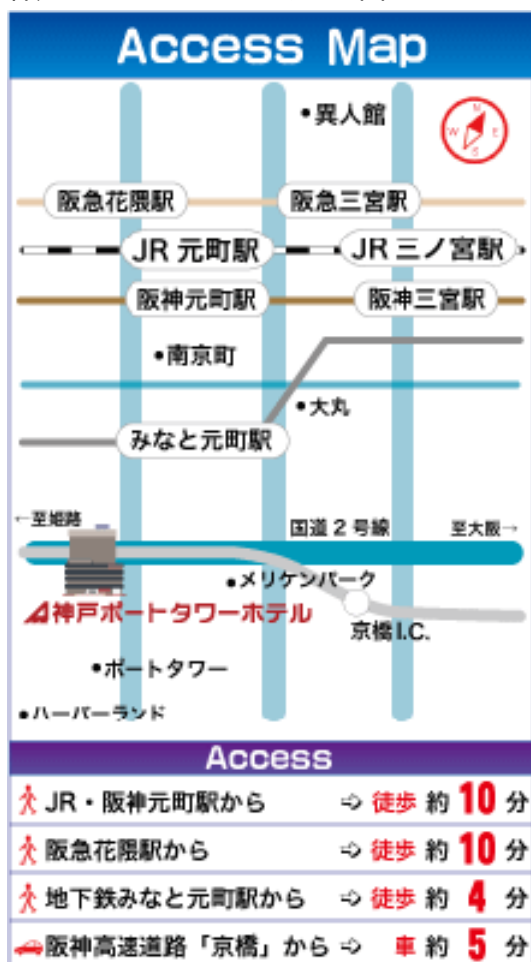 Access Map
•異人館
N
W E
S
阪急花隈駅 阪急三宮駅
JR 元町駅 JR 三ノ宮駅
阪神元町駅 阪神三宮駅
•南京町
•大丸
みなと元町駅
←至姫路 国道2号線 至大阪→
•メリケンパーク
神戸ポートタワーホテル
京橋I.C.
•ポートタワー
•ハーバーランド
Access
JR・阪神元町駅から ➪ 徒歩 約 10 分
阪急花隈駅から ➪ 徒歩 約 10 分
地下鉄みなと元町駅から ➪ 徒歩 約 4 分
阪神高速道路「京橋」から ➪ 車 約 5 分